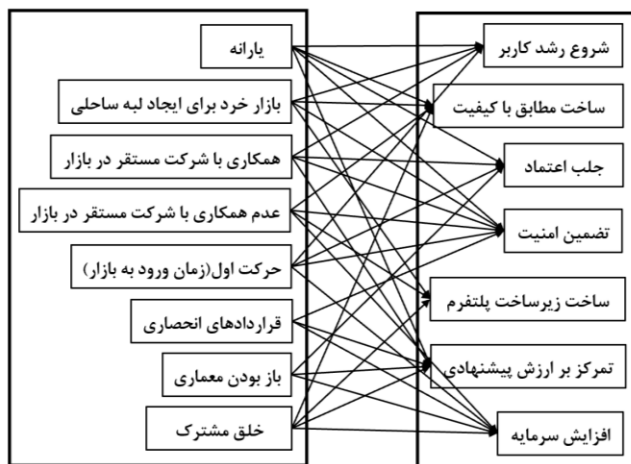 یارانه
بازار خرد برای ایجاد لبه ساحلی
همکاری با شرکت مستقر در بازار
عدم همکاری با شرکت مستقر در بازار
حرکت اول(زمان ورود به بازار)
قراردادهای انحصاری
باز بودن معماری
خلق مشترک
شروع رشد کاربر
ساخت مطابق با کیفیت
جلب اعتماد
تضمین امنیت
ساخت زیرساخت پلتفرم
تمرکز بر ارزش پیشنهادی
افزایش سرمایه